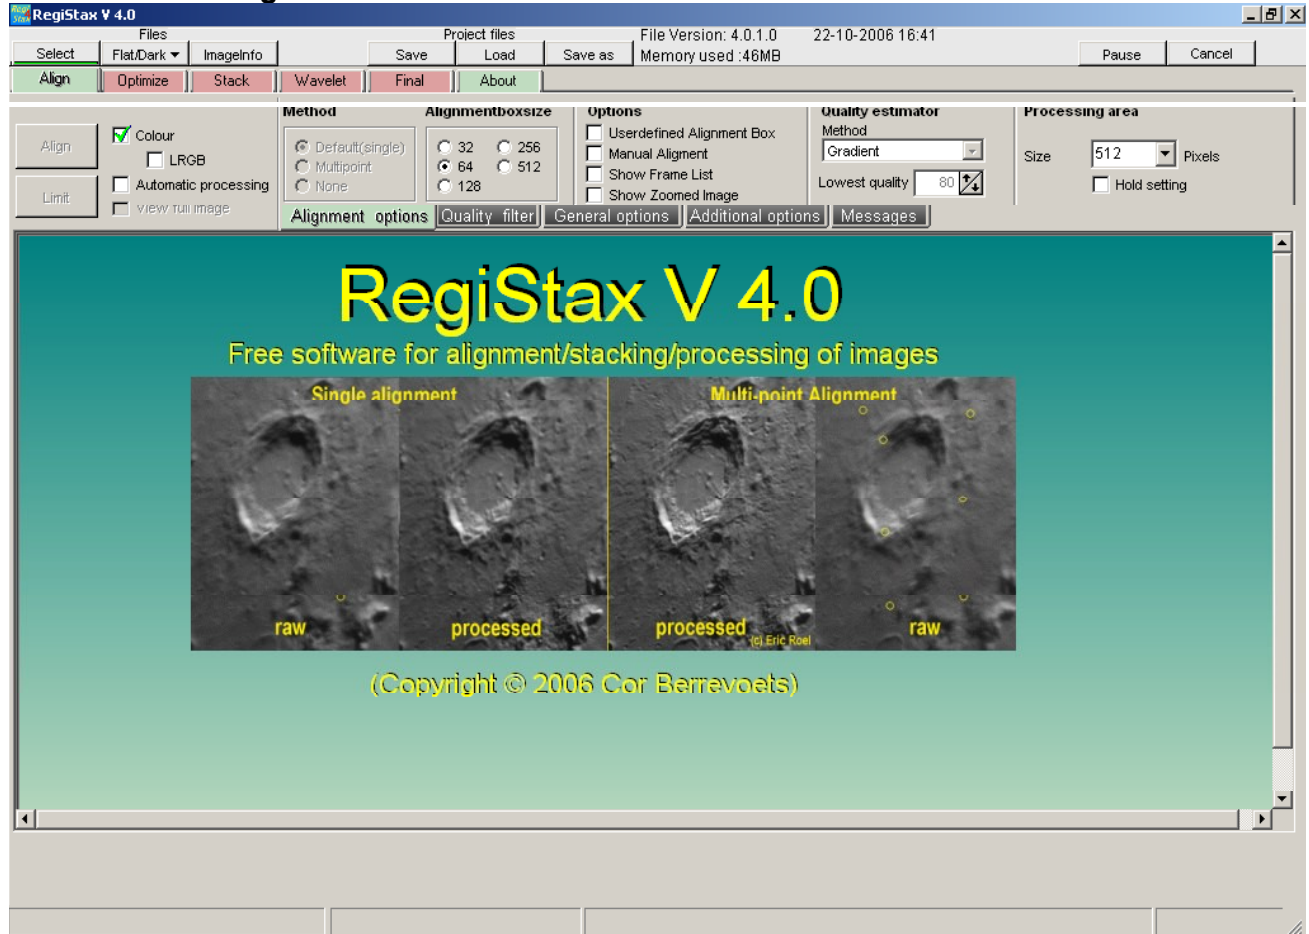 RegiStax V 4.0
Files
Project files
File Version: 4.0.1.0 22-10-2006 16:41
Select Flat/Dark ImageInfo Save Load Save as Memory used :46MB Pause Cancel
Align Optimize Stack Wavelet Final About
Method Alignmentboxsize Options Quality estimator Processing area
Align
Colour
LRGB
Automatic processing
View full image
Limit
Default(single)
Multipoint
None
32 256
64 512
128
Userdefined Alignment Box
Manual Aligment
Show Frame List
Show Zoomed Image
Method
Gradient
Lowest quality 80
Size 512 Pixels
Hold setting
Alignment options Quality filter General options Additional options Messages
RegiStax V 4.0
Free software for alignment/stacking/processing of images
Single alignment Multi-point Alignment
raw processed processed (c) Eric Roel raw
(Copyright © 2006 Cor Berrevoets)